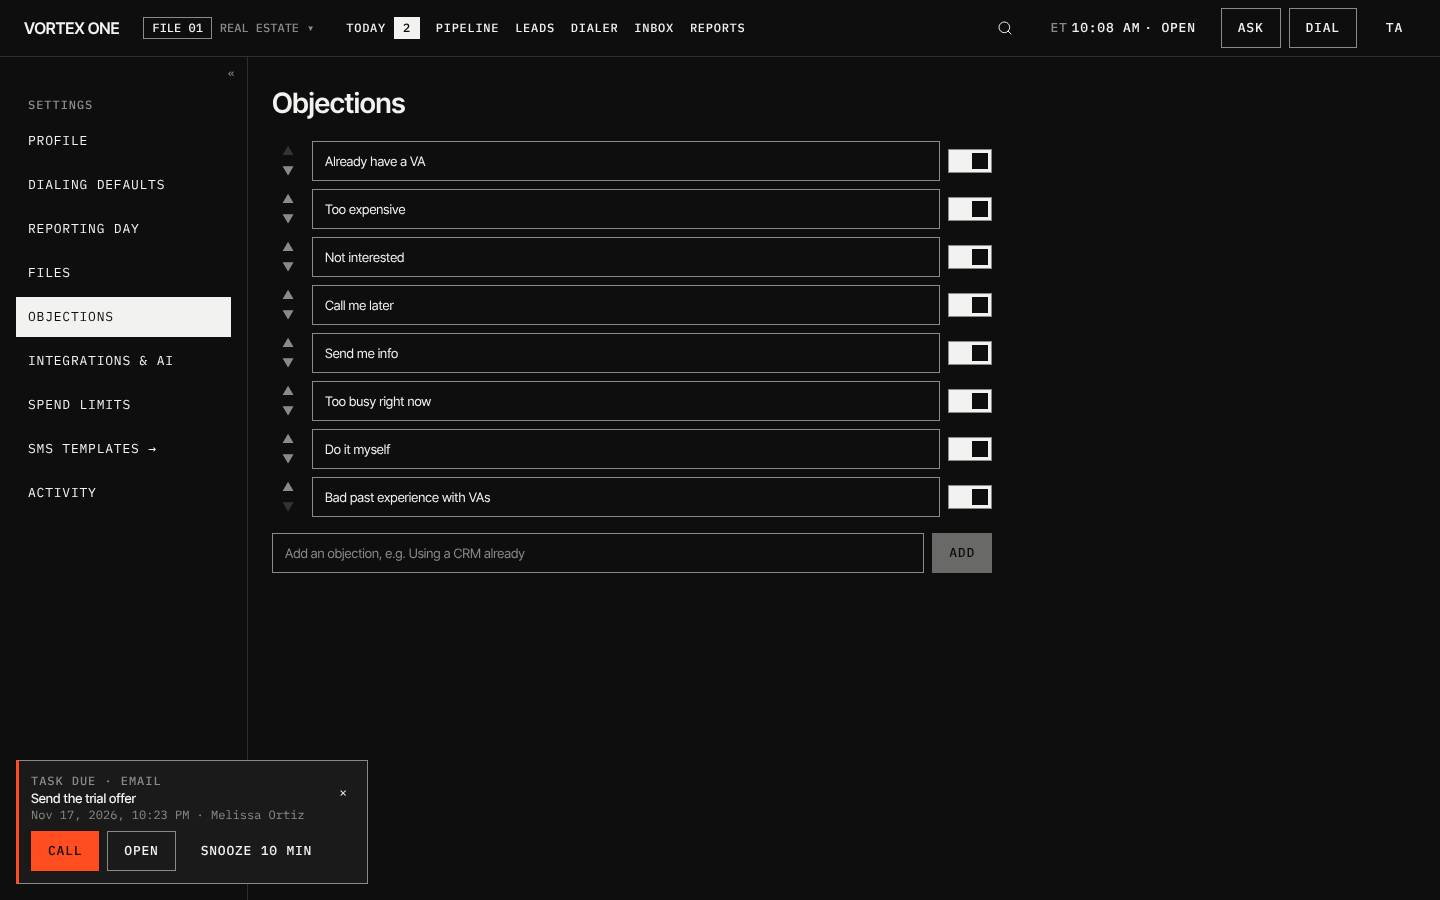 VORTEX ONE FILE 01 REAL ESTATE ▾ TODAY 2 PIPELINE LEADS DIALER INBOX REPORTS ET 10:08 AM · OPEN ASK DIAL TA
«
SETTINGS
PROFILE
DIALING DEFAULTS
REPORTING DAY
FILES
OBJECTIONS
INTEGRATIONS & AI
SPEND LIMITS
SMS TEMPLATES →
ACTIVITY
Objections
Already have a VA
Too expensive
Not interested
Call me later
Send me info
Too busy right now
Do it myself
Bad past experience with VAs
Add an objection, e.g. Using a CRM already ADD
TASK DUE · EMAIL
Send the trial offer
Nov 17, 2026, 10:23 PM · Melissa Ortiz
×
CALL OPEN SNOOZE 10 MIN